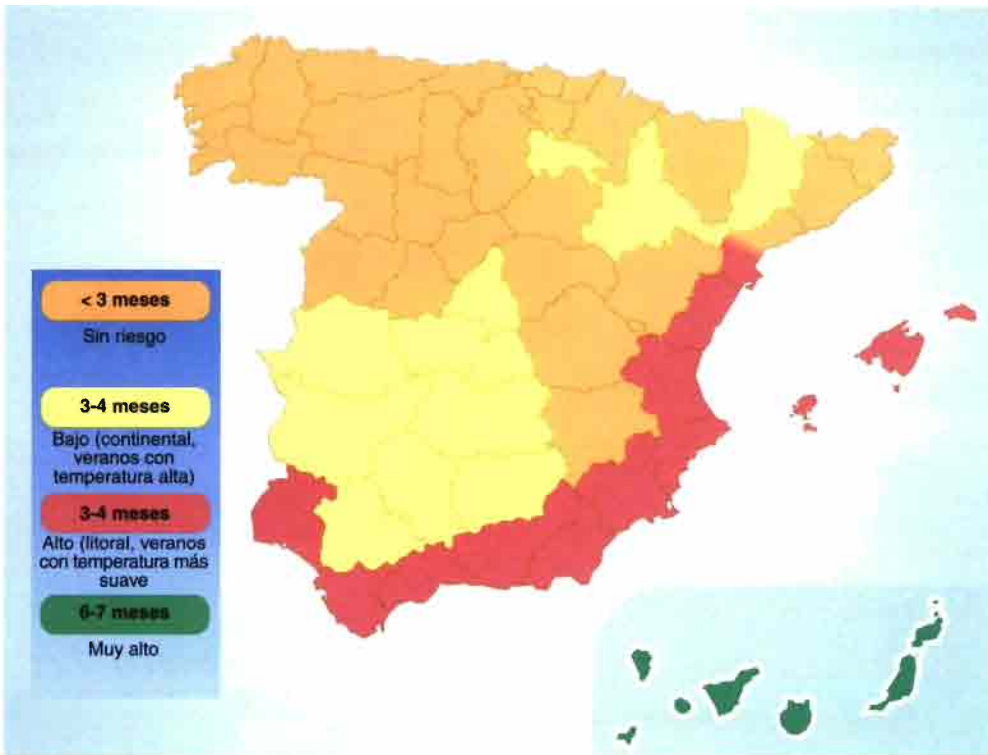 < 3 meses
Sin riesgo
3-4 meses
Bajo (continental,
veranos con
temperatura alta)
3-4 meses
Alto (litoral, veranos
con temperatura más
suave
6-7 meses
Muy alto